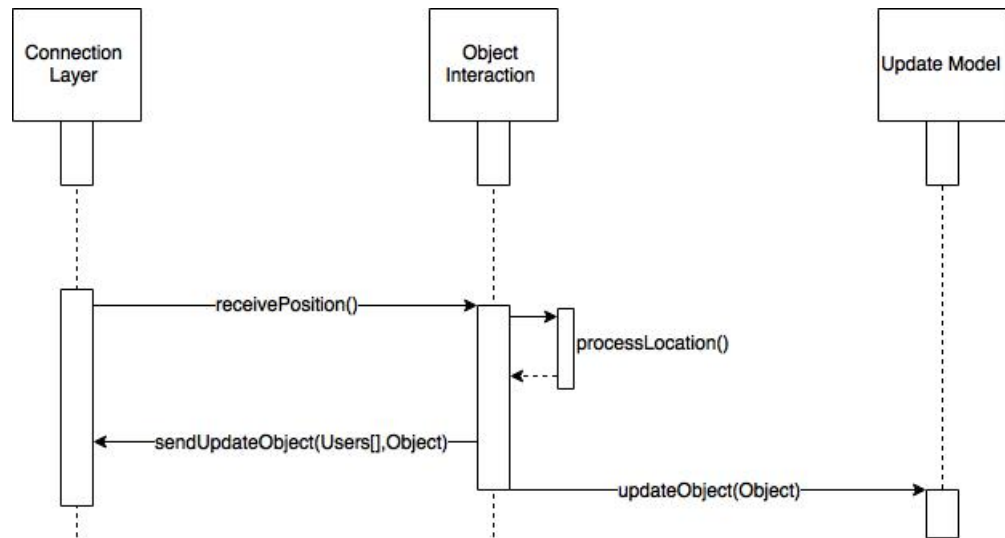 Connection
Layer
Object
Interaction
Update Model
receivePosition()
processLocation()
sendUpdateObject(Users[],Object)
updateObject(Object)